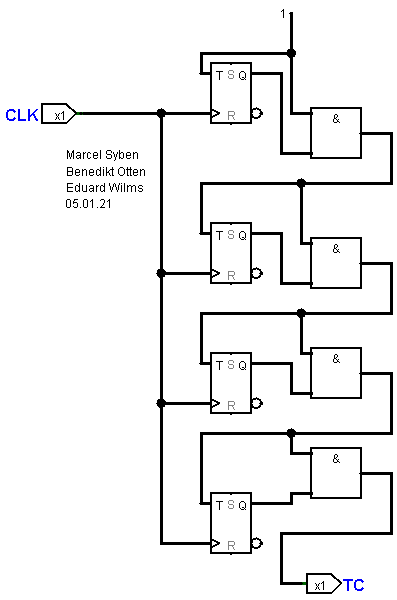 1
T S Q
R
&
CLK x1
Marcel Syben
Benedikt Otten
Eduard Wilms
05.01.21
T S Q
R
&
T S Q
R
&
T S Q
R
&
x1 TC